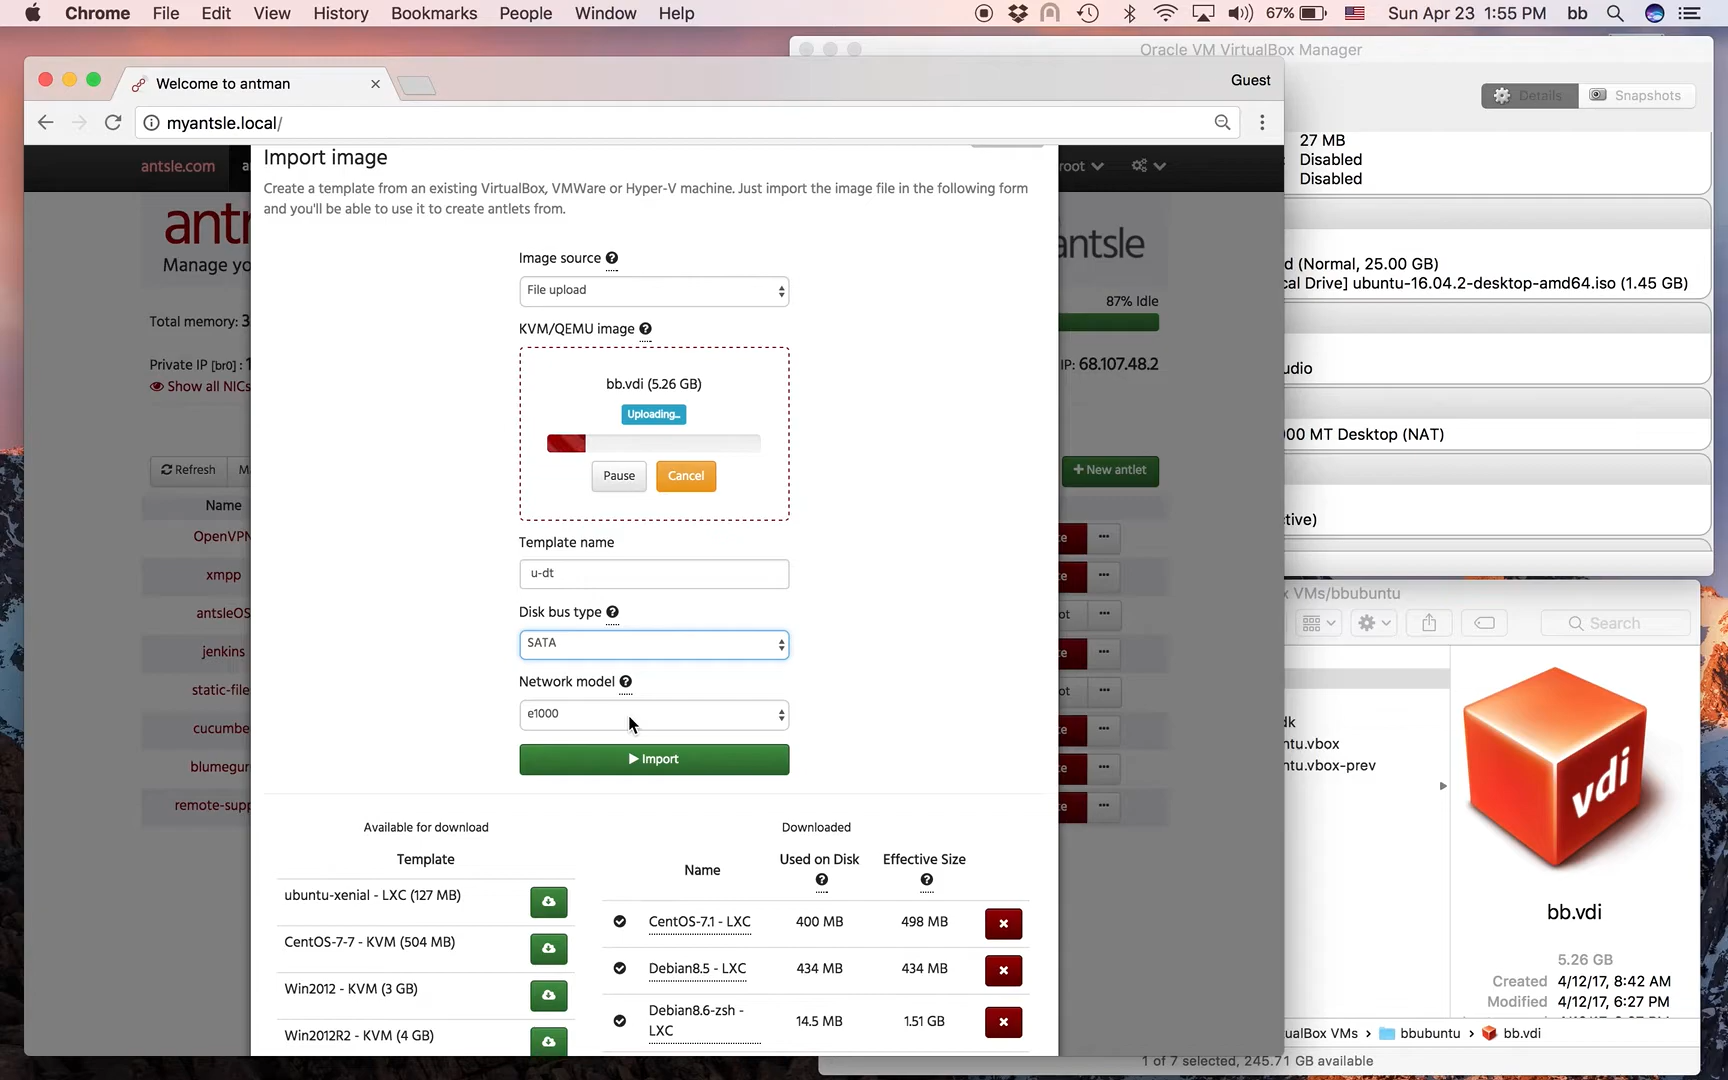 Chrome File Edit View History Bookmarks People Window Help
67% Sun Apr 23 1:55 PM bb
Oracle VM VirtualBox Manager
Welcome to antman
Guest
Details Snapshots
myantsle.local/
27 MB
Disabled
Disabled
antsle.com
root
Import image
Create a template from an existing VirtualBox, VMWare or Hyper-V machine. Just import the image file in the following form
and you'll be able to use it to create antlets from.
Manage yo
antsle
Image source
File upload
87% Idle
d (Normal, 25.00 GB)
cal Drive] ubuntu-16.04.2-desktop-amd64.iso (1.45 GB)
Total memory: 3
KVM/QEMU image
Private IP [br0] : 1
IP: 68.107.48.2
udio
Show all NICs
bb.vdi (5.26 GB)
Uploading...
00 MT Desktop (NAT)
Refresh
Pause Cancel
New antlet
Name
ctive)
OpenVPN
Template name
xmpp
u-dt
x VMs/bbubuntu
antsleOS
Disk bus type
Search
jenkins
SATA
static-file
Network model
cucumbe
e1000
dk
ntu.vbox
blumegur
Import
ntu.vbox-prev
remote-supp
Available for download
Downloaded
Template
Name
Used on Disk
Effective Size
ubuntu-xenial - LXC (127 MB)
CentOS-7.1 - LXC 400 MB 498 MB
CentOS-7-7 - KVM (504 MB)
Debian8.5 - LXC 434 MB 434 MB
Win2012 - KVM (3 GB)
Debian8.6-zsh -
LXC
14.5 MB 1.51 GB
Win2012R2 - KVM (4 GB)
vdi
bb.vdi
5.26 GB
Created 4/12/17, 8:42 AM
Modified 4/12/17, 6:27 PM
ualBox VMs bbubuntu bb.vdi
1 of 7 selected, 245.71 GB available